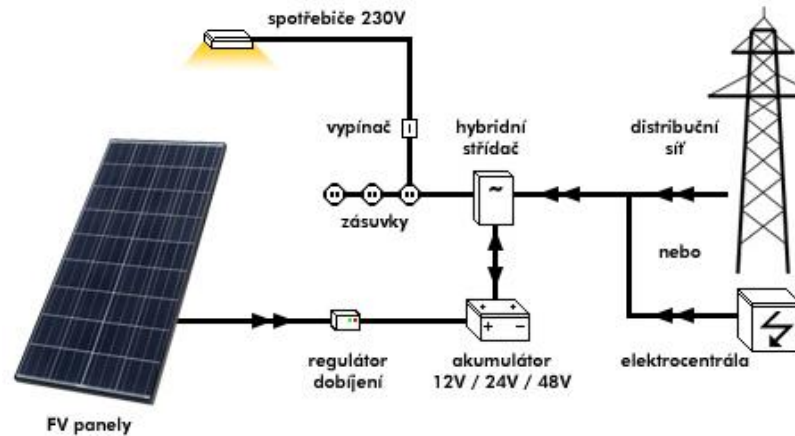 spotřebiče 230V
vypínač
hybridní
střídač
distribuční
síť
zásuvky
nebo
regulátor
dobíjení
akumulátor
12V / 24V / 48V
elektrocentrála
FV panely